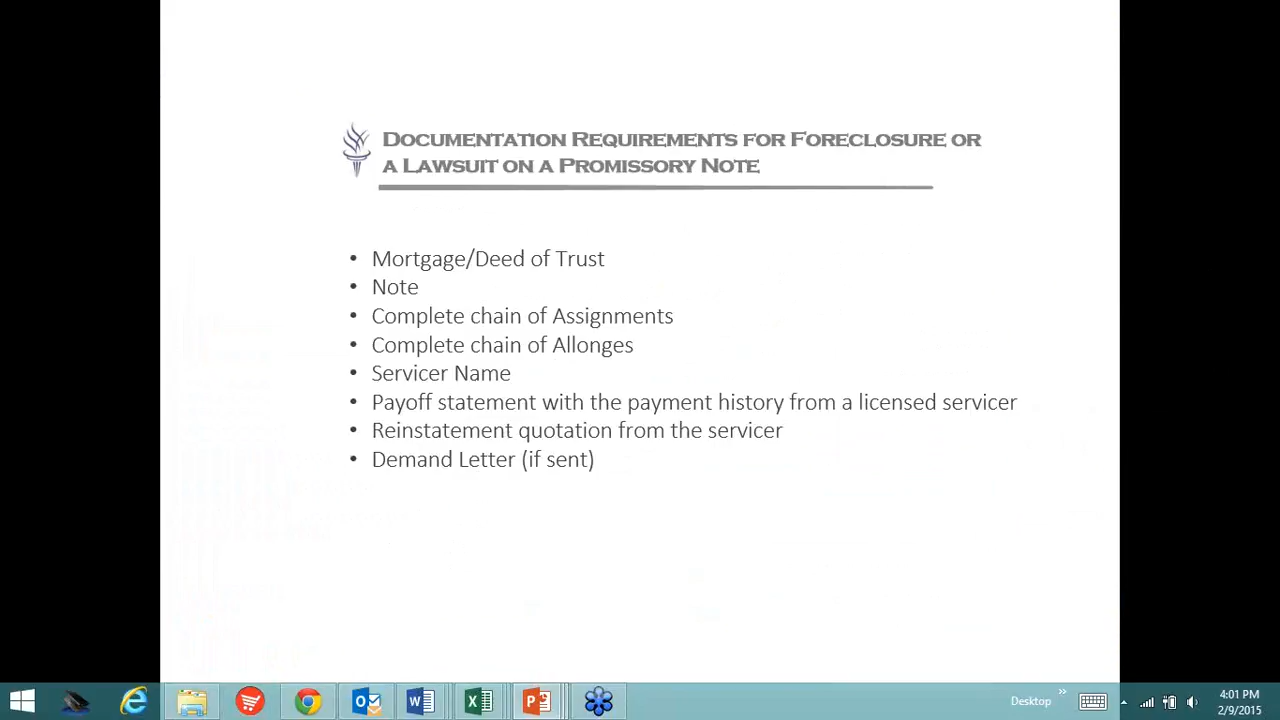 Documentation Requirements for Foreclosure or
a Lawsuit on a Promissory Note
• Mortgage/Deed of Trust
• Note
• Complete chain of Assignments
• Complete chain of Allonges
• Servicer Name
• Payoff statement with the payment history from a licensed servicer
• Reinstatement quotation from the servicer
• Demand Letter (if sent)
Desktop
4:01 PM
2/9/2015